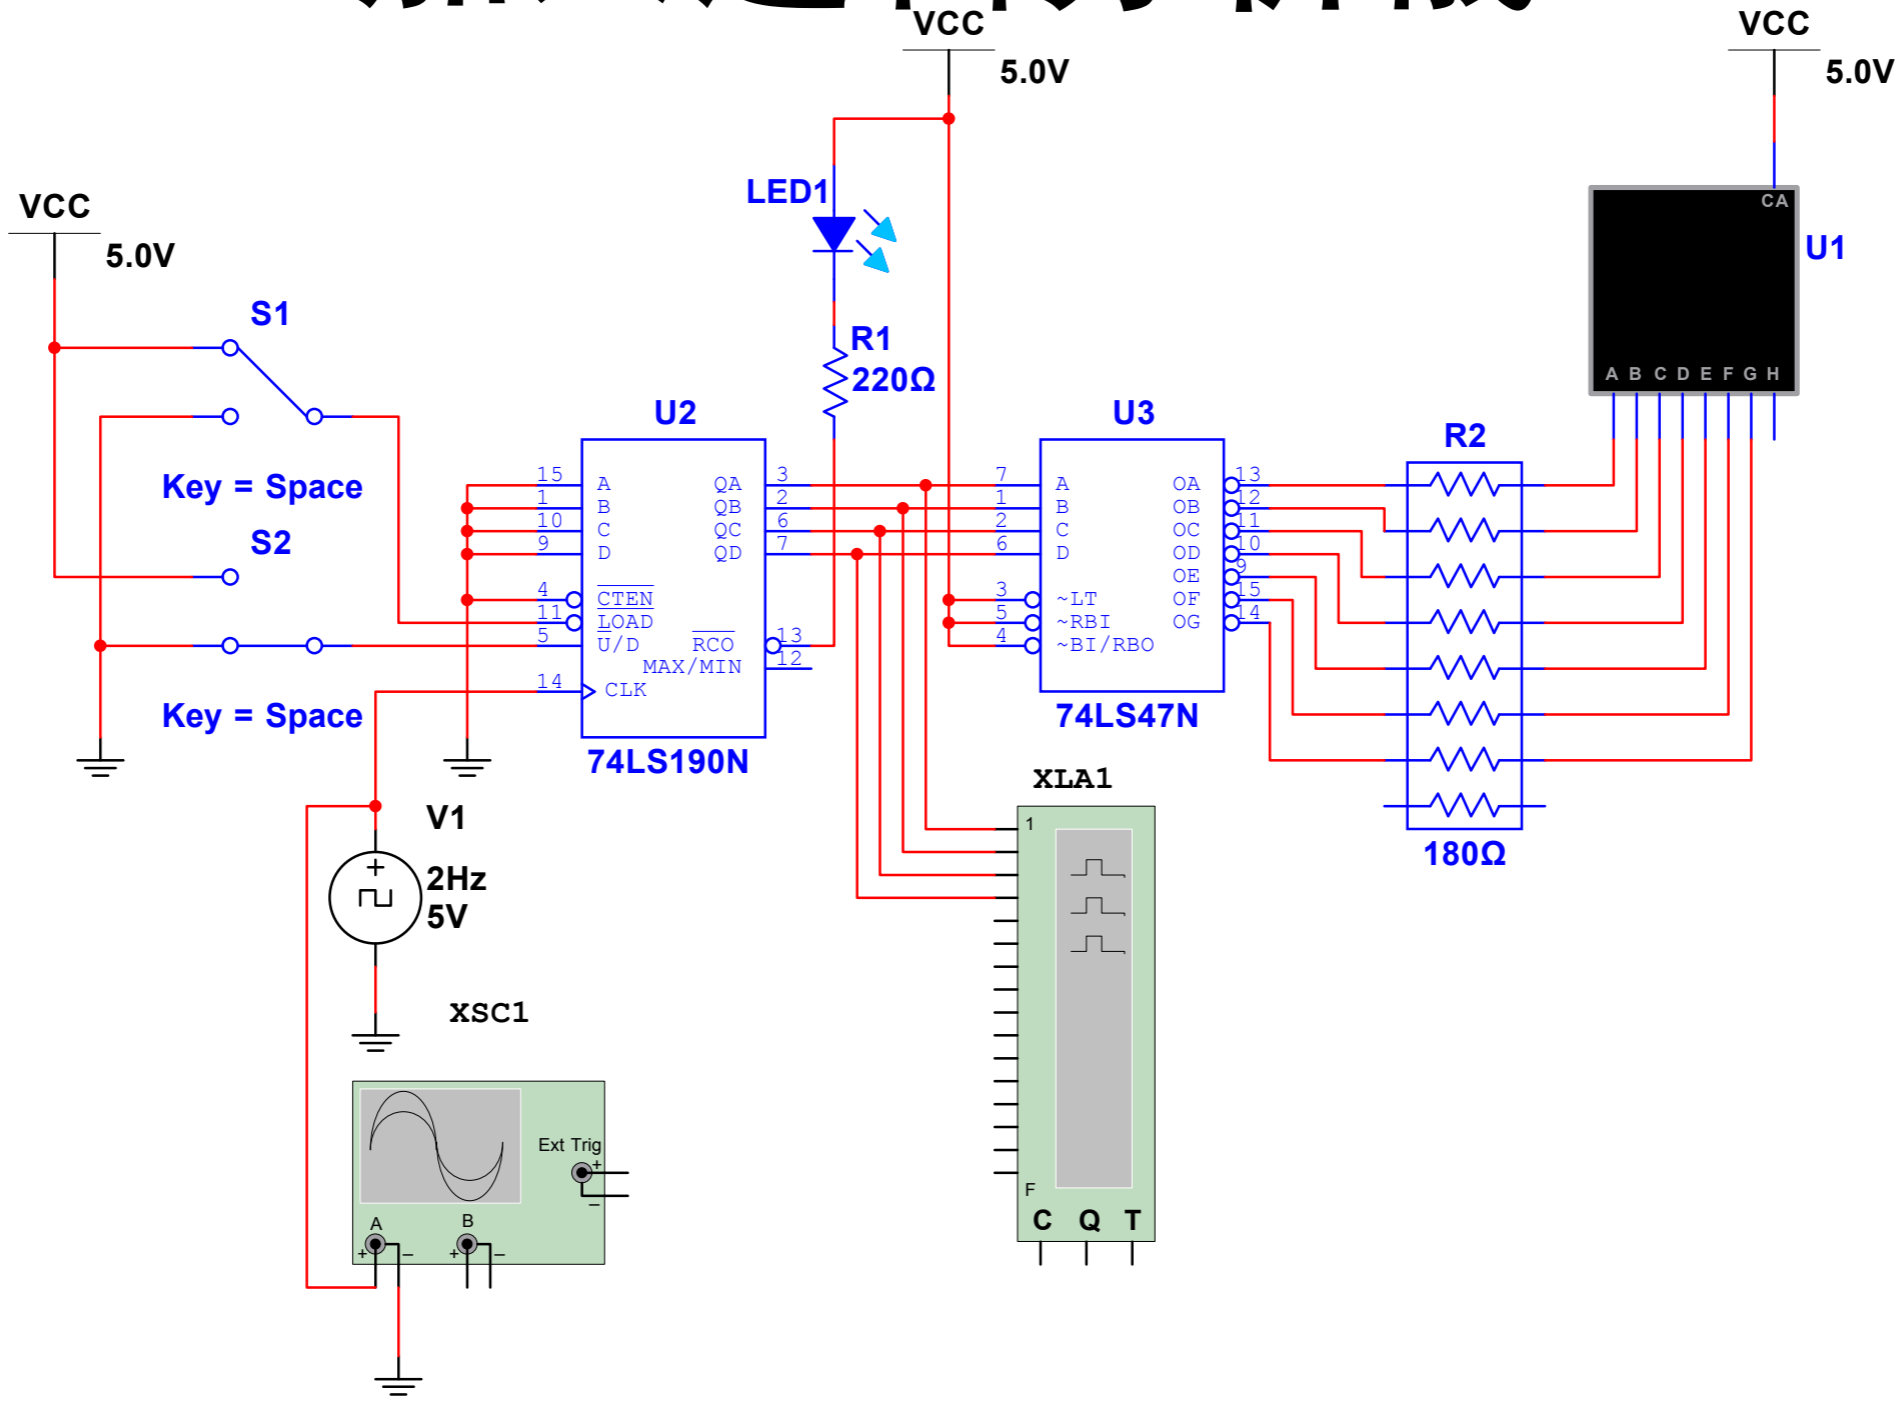 VCC
5.0V
VCC
5.0V
CA
U1
A B C D E F G H
LED1
VCC
5.0V
S1
R1
220Ω
Key = Space
S2
Key = Space
U2
15 A QA 3
1 B QB 2
10 C QC 6
9 D QD 7
4 CTEN
11 LOAD
5 U/D RCO 13
MAX/MIN 12
14 CLK
74LS190N
U3
7 A OA 13
1 B OB 12
2 C OC 11
6 D OD 10
OE 9
3 ~LT OF 15
5 ~RBI OG 14
4 ~BI/RBO
74LS47N
R2
180Ω
V1
2Hz
5V
XLA1
1
F
C Q T
XSC1
Ext Trig
+
–
A B
+ – + –